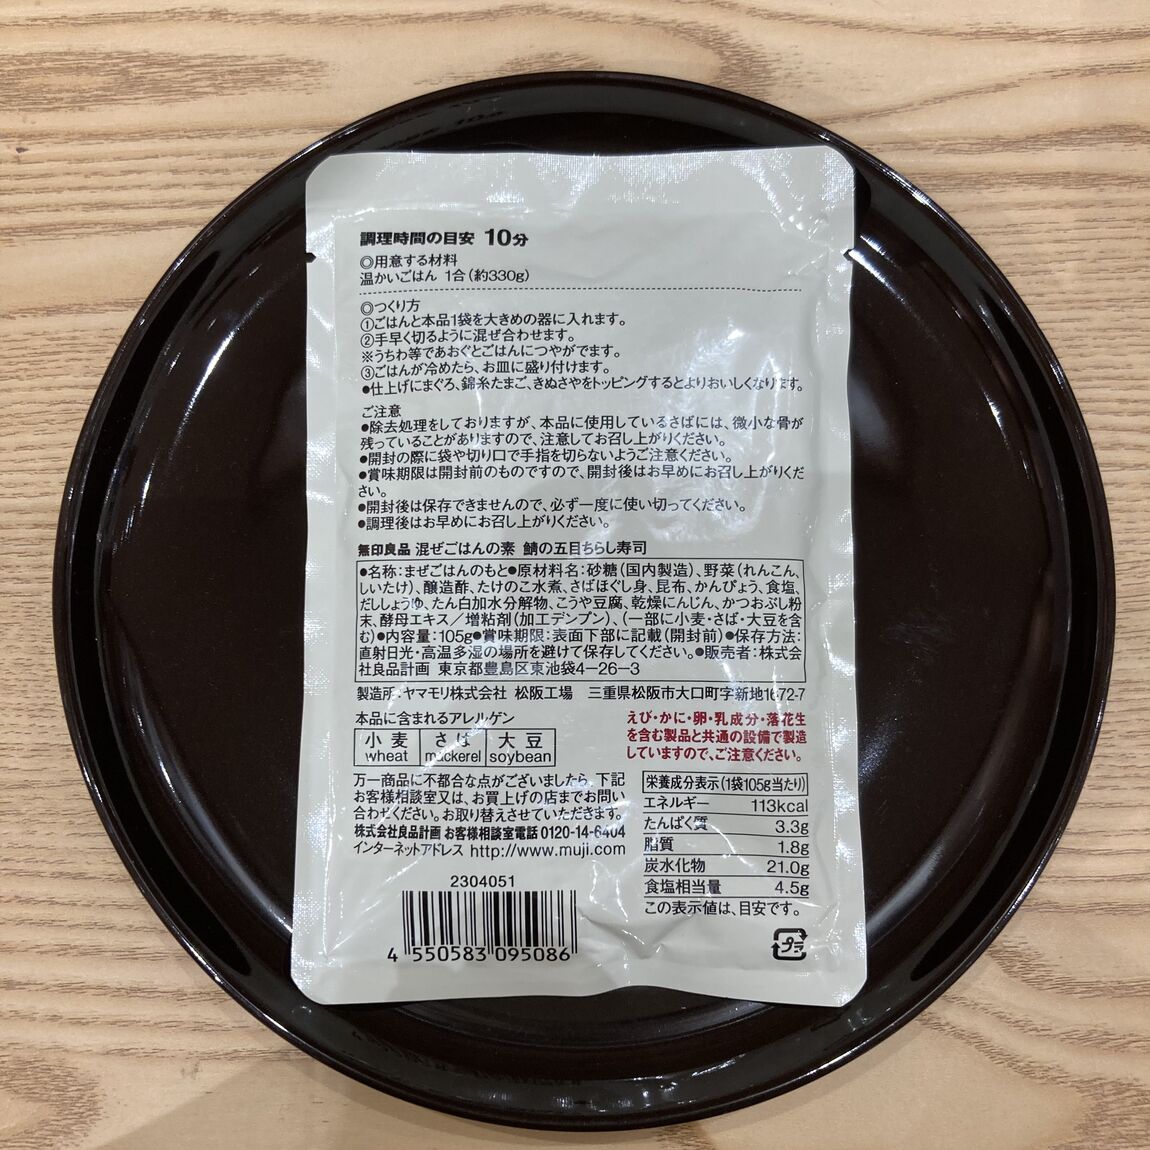 調理時間の目安 10分
◎用意する材料
温かいごはん 1合(約330g)
◎つくり方
①ごはんと本品1袋を大きめの器に入れます。
②手早く切るように混ぜ合わせます。
※うちわ等であおぐとごはんにつやがでます。
③ごはんが冷めたら、お皿に盛り付けます。
●仕上げにまぐろ、錦糸たまご、きぬさやをトッピングするとよりおいしくなります。
ご注意
●除去処理をしておりますが、本品に使用しているさばには、微小な骨が
残っていることがありますので、注意してお召し上がりください。
●開封の際に袋や切り口で手指を切らないようご注意ください。
●賞味期限は開封前のものですので、開封後はお早めにお召し上がりくだ
さい。
●開封後は保存できませんので、必ず一度に使い切ってください。
●調理後はお早めにお召し上がりください。
無印良品 混ぜごはんの素 鯖の五目ちらし寿司
●名称:まぜごはんのもと●原材料名:砂糖(国内製造)、野菜(れんこん、
しいたけ)、醸造酢、たけのこ水煮、さばほぐし身、昆布、かんぴょう、食塩、
だししょうゆ、たん白加水分解物、こうや豆腐、乾燥にんじん、かつおぶし粉
末、酵母エキス/増粘剤(加工デンプン)、(一部に小麦・さば・大豆を含
む)●内容量:105g●賞味期限:表面下部に記載(開封前)●保存方法:
直射日光・高温多湿の場所を避けて保存してください。●販売者:株式会
社良品計画 東京都豊島区東池袋4-26-3
製造所:ヤマモリ株式会社 松阪工場 三重県松阪市大口町字新地1672-7
本品に含まれるアレルゲン
小麦 さば 大豆
wheat mackerel soybean
えび・かに・卵・乳成分・落花生
を含む製品と共通の設備で製造
していますので、ご注意ください。
万一商品に不都合な点がございましたら、下記
お客様相談室又は、お買上げの店までお問い
合わせください。お取り替えさせていただきます。
株式会社良品計画 お客様相談室電話 0120-14-6404
インターネットアドレス http://www.muji.com
栄養成分表示(1袋105g当たり)
エネルギー 113kcal
たんぱく質 3.3g
脂質 1.8g
炭水化物 21.0g
食塩相当量 4.5g
この表示値は、目安です。
2304051
4 550583 095086
プラ